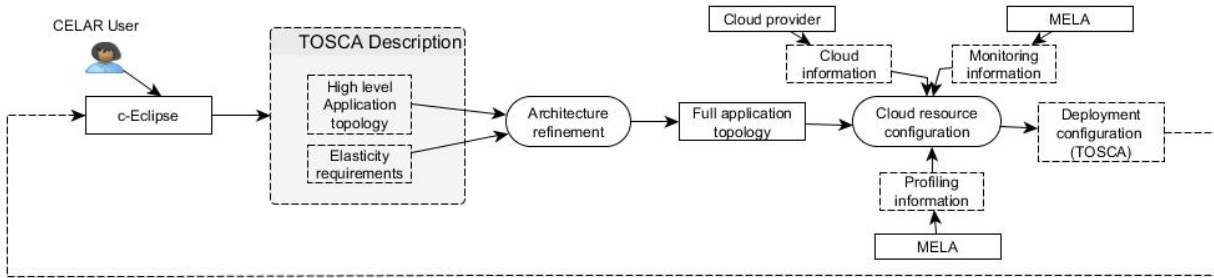 CELAR User
c-Eclipse
TOSCA Description
High level
Application
topology
Elasticity
requirements
Architecture
refinement
Full application
topology
Cloud provider
Cloud
information
MELA
Monitoring
information
Cloud resource
configuration
Profiling
information
MELA
Deployment
configuration
(TOSCA)